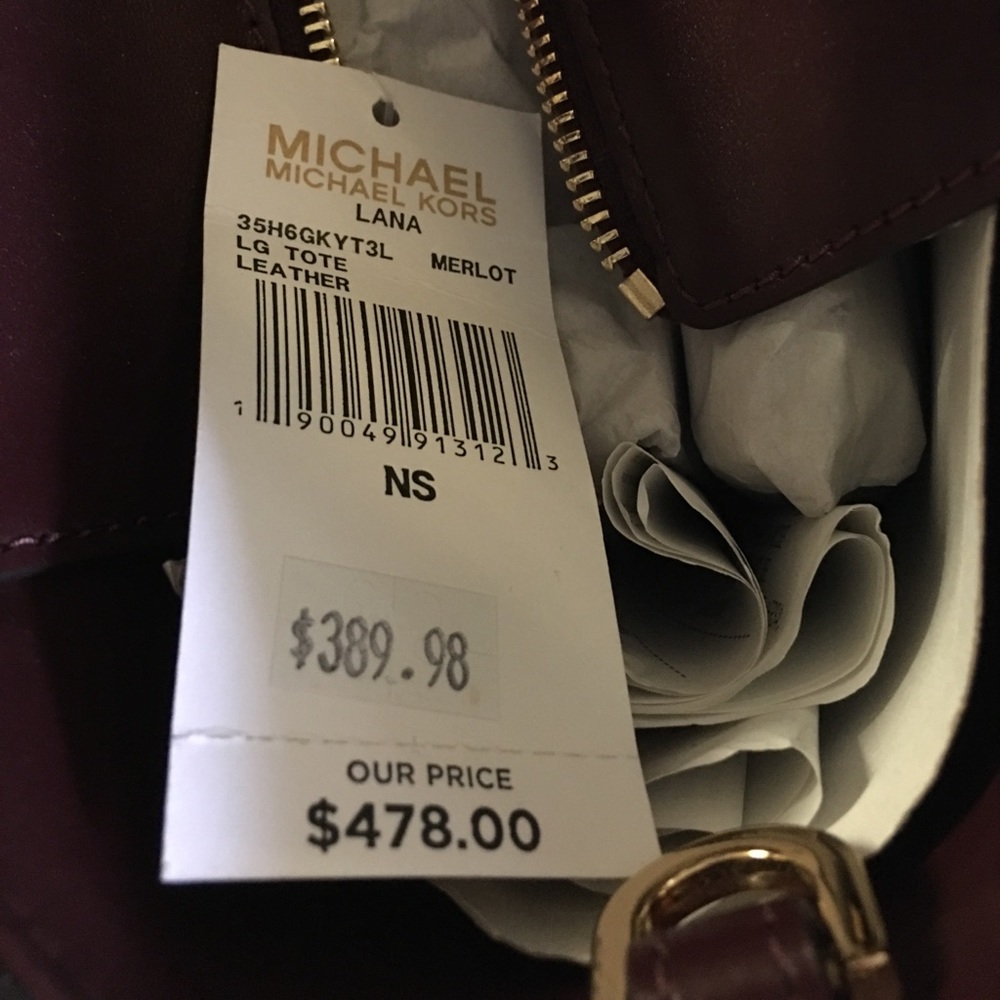 MICHAEL
MICHAEL KORS
LANA
35H6GKYT3L MERLOT
LG TOTE
LEATHER
1 90049 91312 3
NS
$389.98
OUR PRICE
$478.00